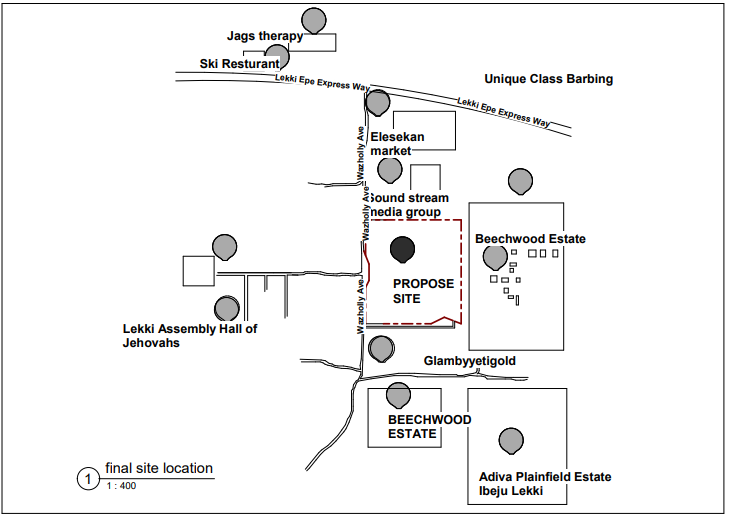 Jags therapy
Ski Resturant
Lekki Epe Express Way
Unique Class Barbing
Lekki Epe Express Way
Wazholly Ave
Elesekan
market
Wazholly Ave
Sound stream
media group
Beechwood Estate
PROPOSE
SITE
Wazholly Ave
Lekki Assembly Hall of
Jehovahs
Glambyyetigold
BEECHWOOD
ESTATE
Adiva Plainfield Estate
Ibeju Lekki
1
final site location
1 : 400